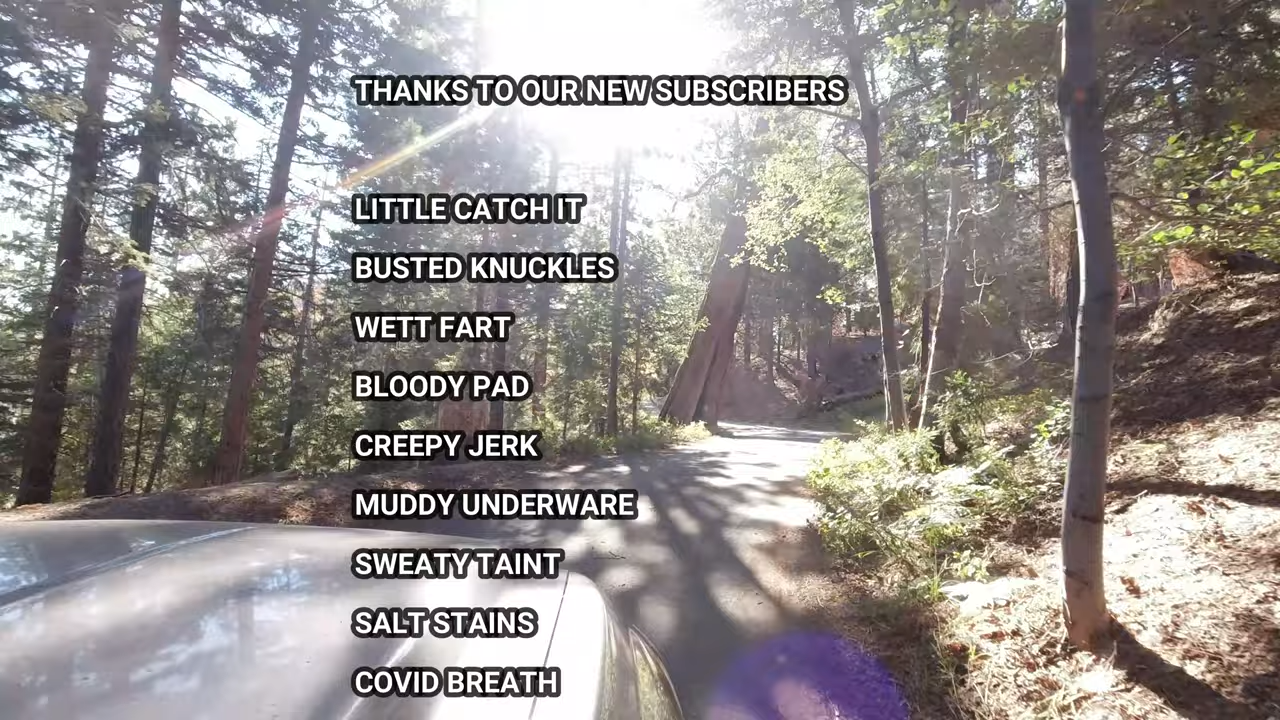 THANKS TO OUR NEW SUBSCRIBERS
LITTLE CATCH IT
BUSTED KNUCKLES
WETT FART
BLOODY PAD
CREEPY JERK
MUDDY UNDERWARE
SWEATY TAINT
SALT STAINS
COVID BREATH